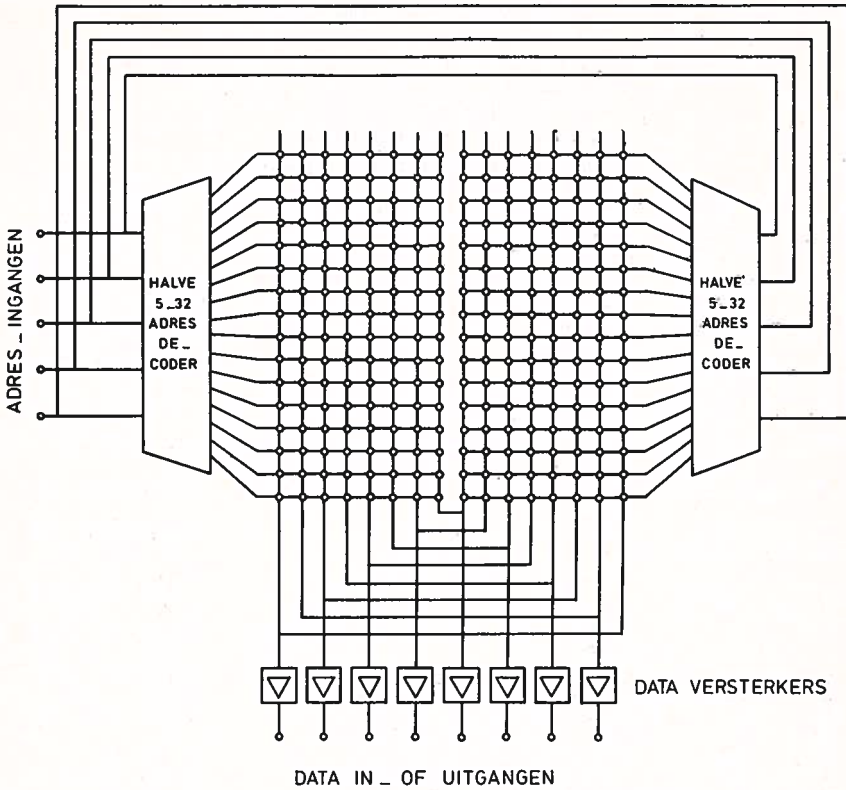 ADRES_INGANGEN
HALVE
5_32
ADRES
DE_
CODER
HALVE
5_32
ADRES
DE_
CODER
DATA VERSTERKERS
DATA IN_ OF UITGANGEN